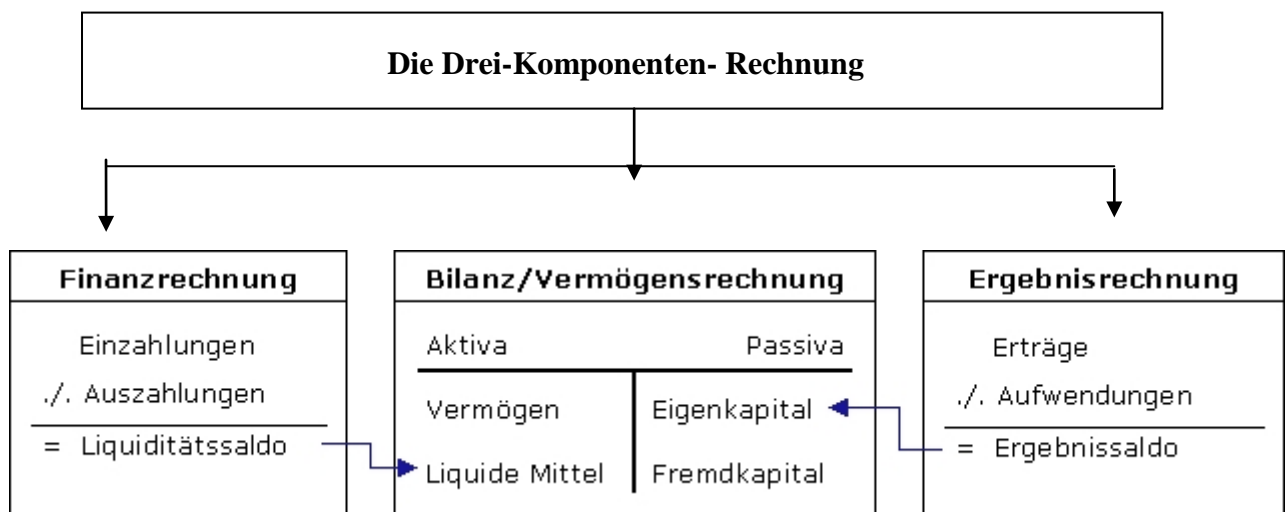 Die Drei-Komponenten- Rechnung
Finanzrechnung
Einzahlungen
./. Auszahlungen
= Liquiditätssaldo
Bilanz/Vermögensrechnung
Aktiva Passiva
Vermögen Eigenkapital
Liquide Mittel Fremdkapital
Ergebnisrechnung
Erträge
./. Aufwendungen
= Ergebnissaldo